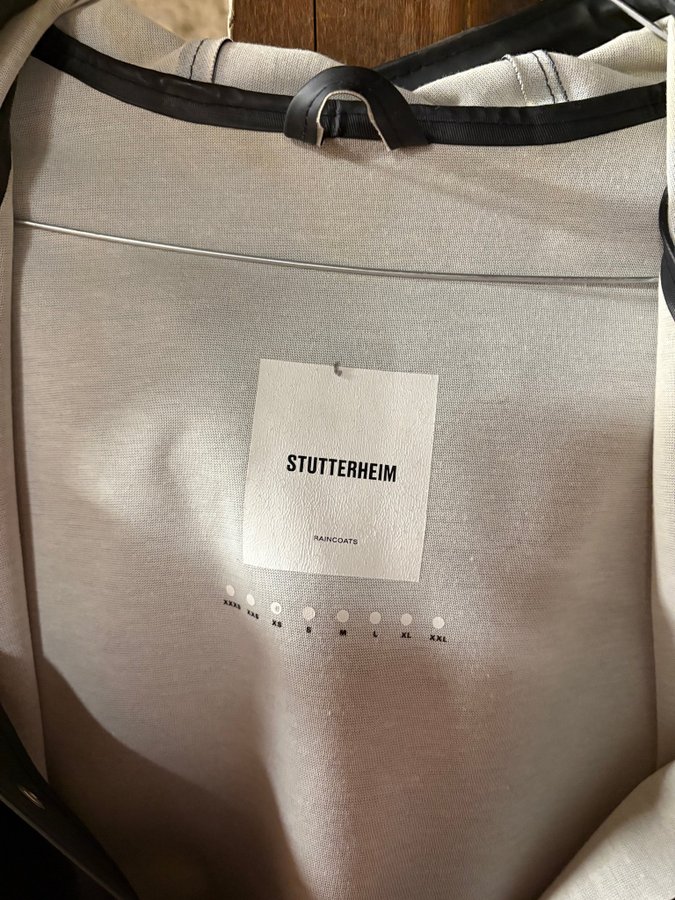 STUTTERHEIM
RAINCOATS
XXXS XXS XS S M L XL XXL